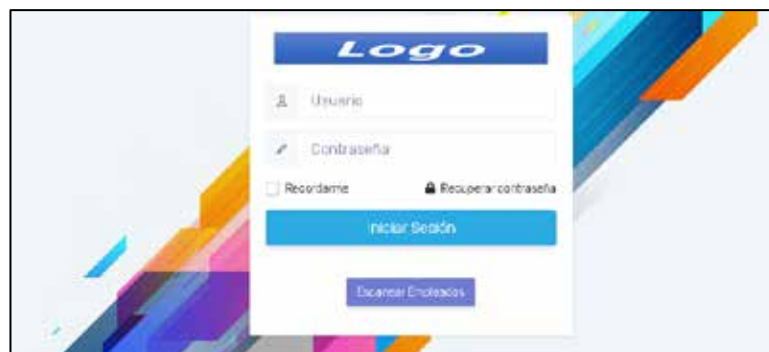 Logo
Usuario
Contraseña
Recordarme Recuperar contraseña
Iniciar Sesión
Escanear Empleados